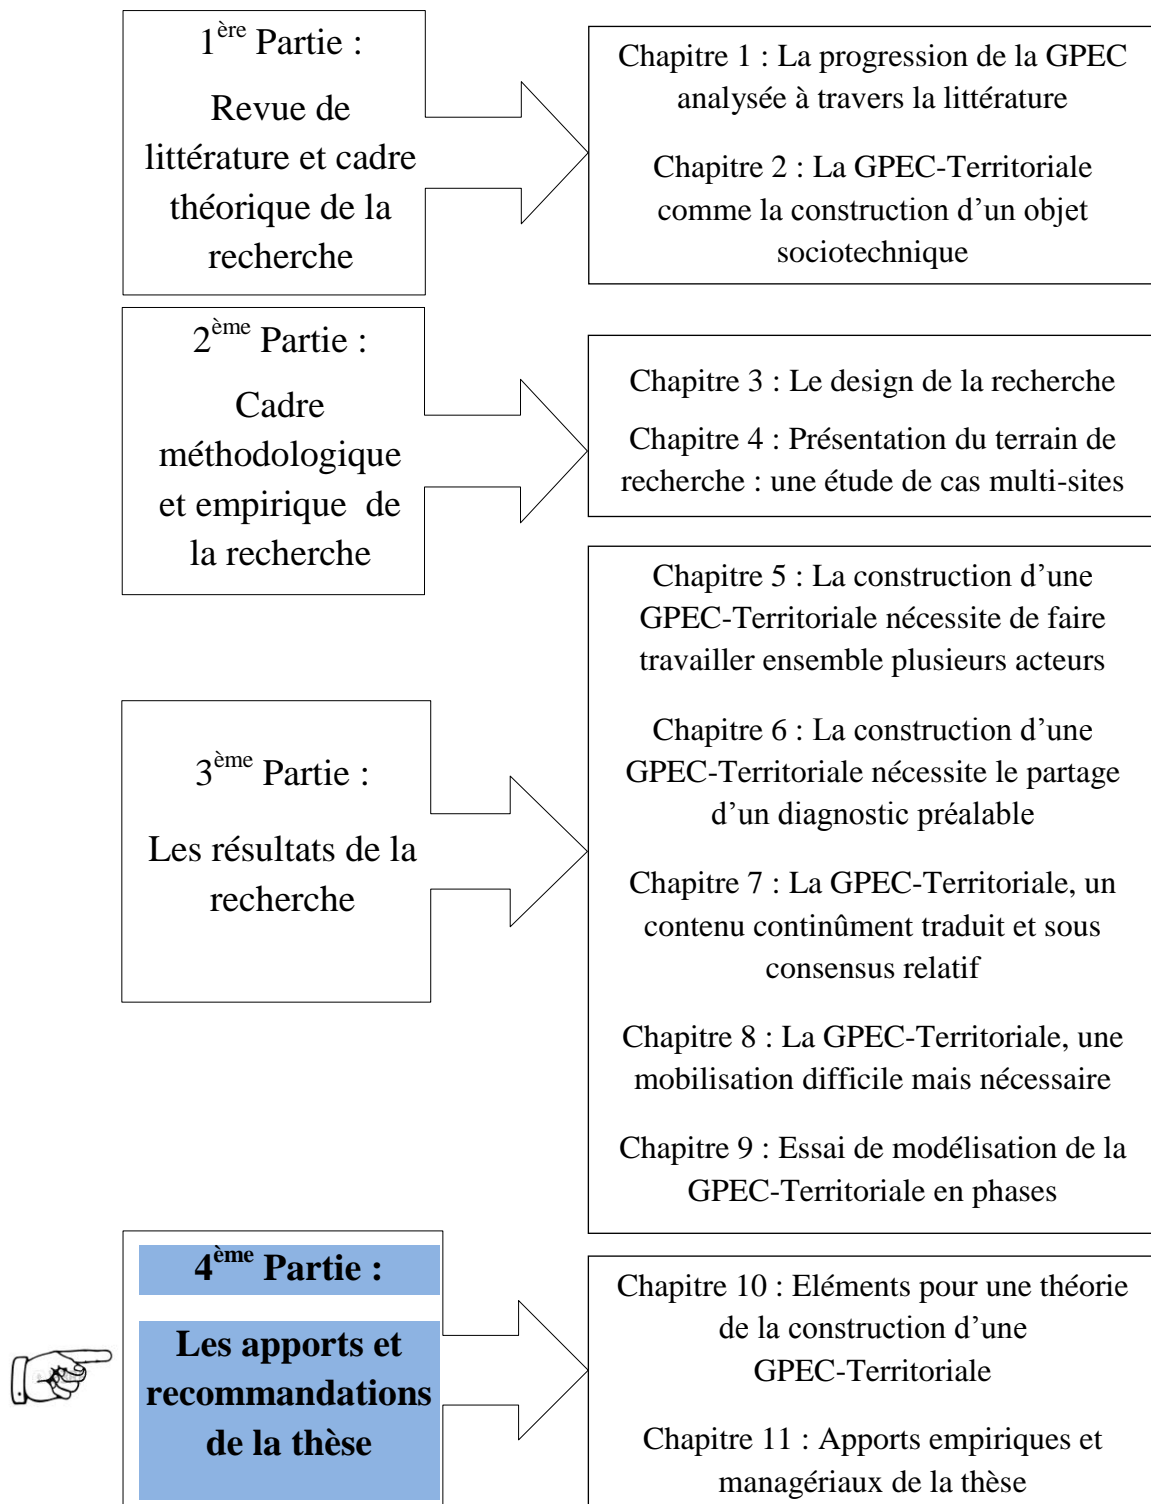 1ère Partie :
Revue de
littérature et cadre
théorique de la
recherche
Chapitre 1 : La progression de la GPEC
analysée à travers la littérature
Chapitre 2 : La GPEC-Territoriale
comme la construction d’un objet
sociotechnique
2ème Partie :
Cadre
méthodologique
et empirique de
la recherche
Chapitre 3 : Le design de la recherche
Chapitre 4 : Présentation du terrain de
recherche : une étude de cas multi-sites
3ème Partie :
Les résultats de la
recherche
Chapitre 5 : La construction d’une
GPEC-Territoriale nécessite de faire
travailler ensemble plusieurs acteurs
Chapitre 6 : La construction d’une
GPEC-Territoriale nécessite le partage
d’un diagnostic préalable
Chapitre 7 : La GPEC-Territoriale, un
contenu continûment traduit et sous
consensus relatif
Chapitre 8 : La GPEC-Territoriale, une
mobilisation difficile mais nécessaire
Chapitre 9 : Essai de modélisation de la
GPEC-Territoriale en phases
4ème Partie :
Les apports et
recommandations
de la thèse
Chapitre 10 : Eléments pour une théorie
de la construction d’une
GPEC-Territoriale
Chapitre 11 : Apports empiriques et
managériaux de la thèse